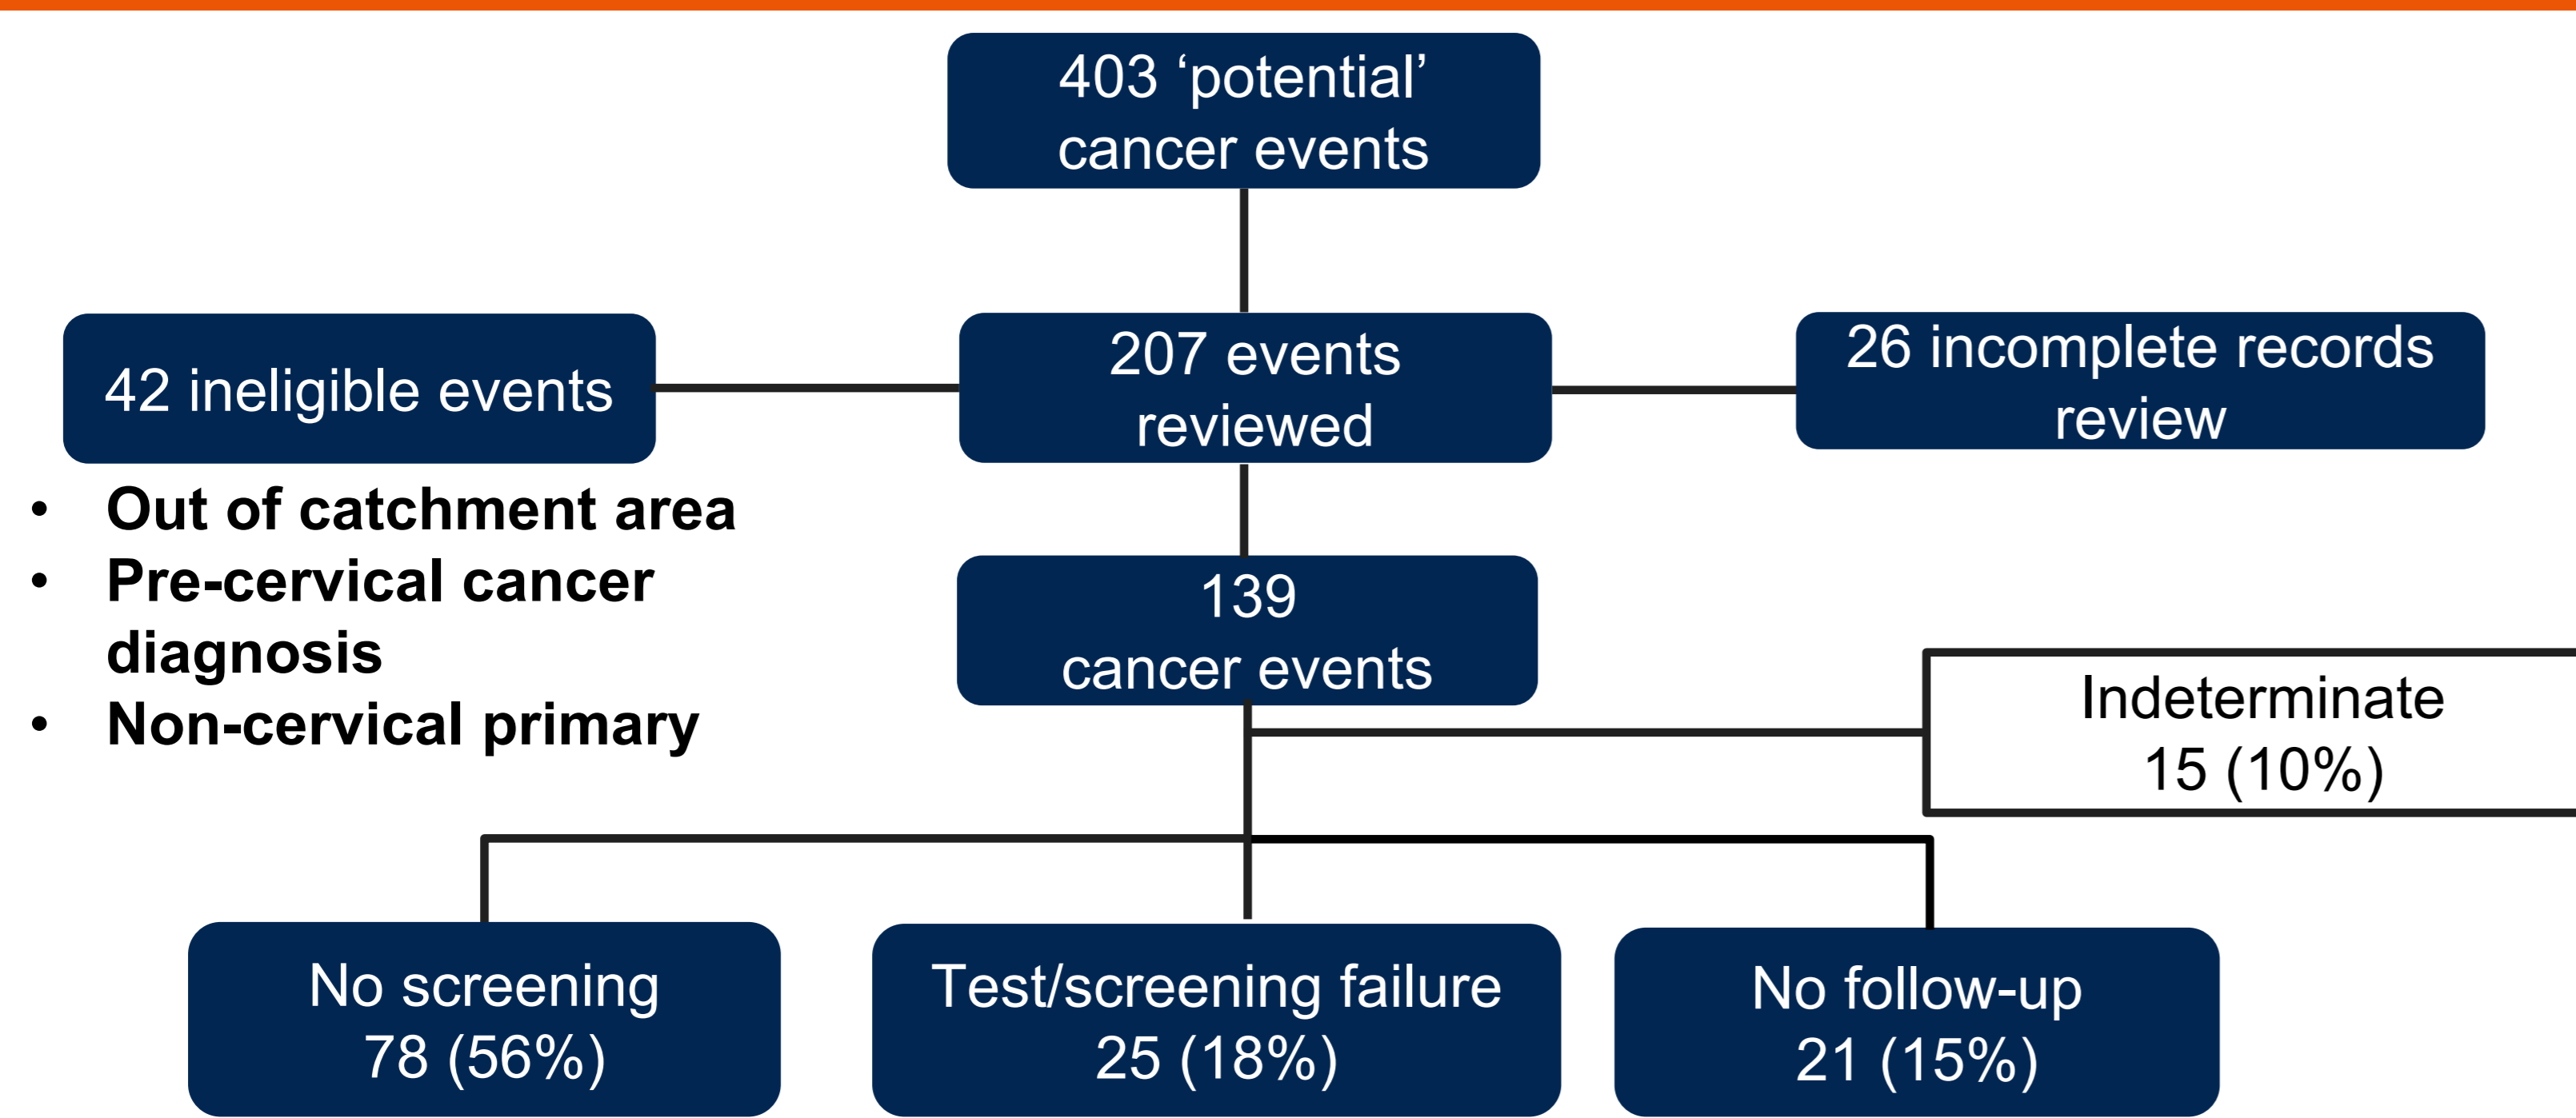 403 ‘potential’
cancer events
42 ineligible events
207 events
reviewed
26 incomplete records
review
• Out of catchment area
• Pre-cervical cancer
diagnosis
• Non-cervical primary
139
cancer events
Indeterminate
15 (10%)
No screening
78 (56%)
Test/screening failure
25 (18%)
No follow-up
21 (15%)